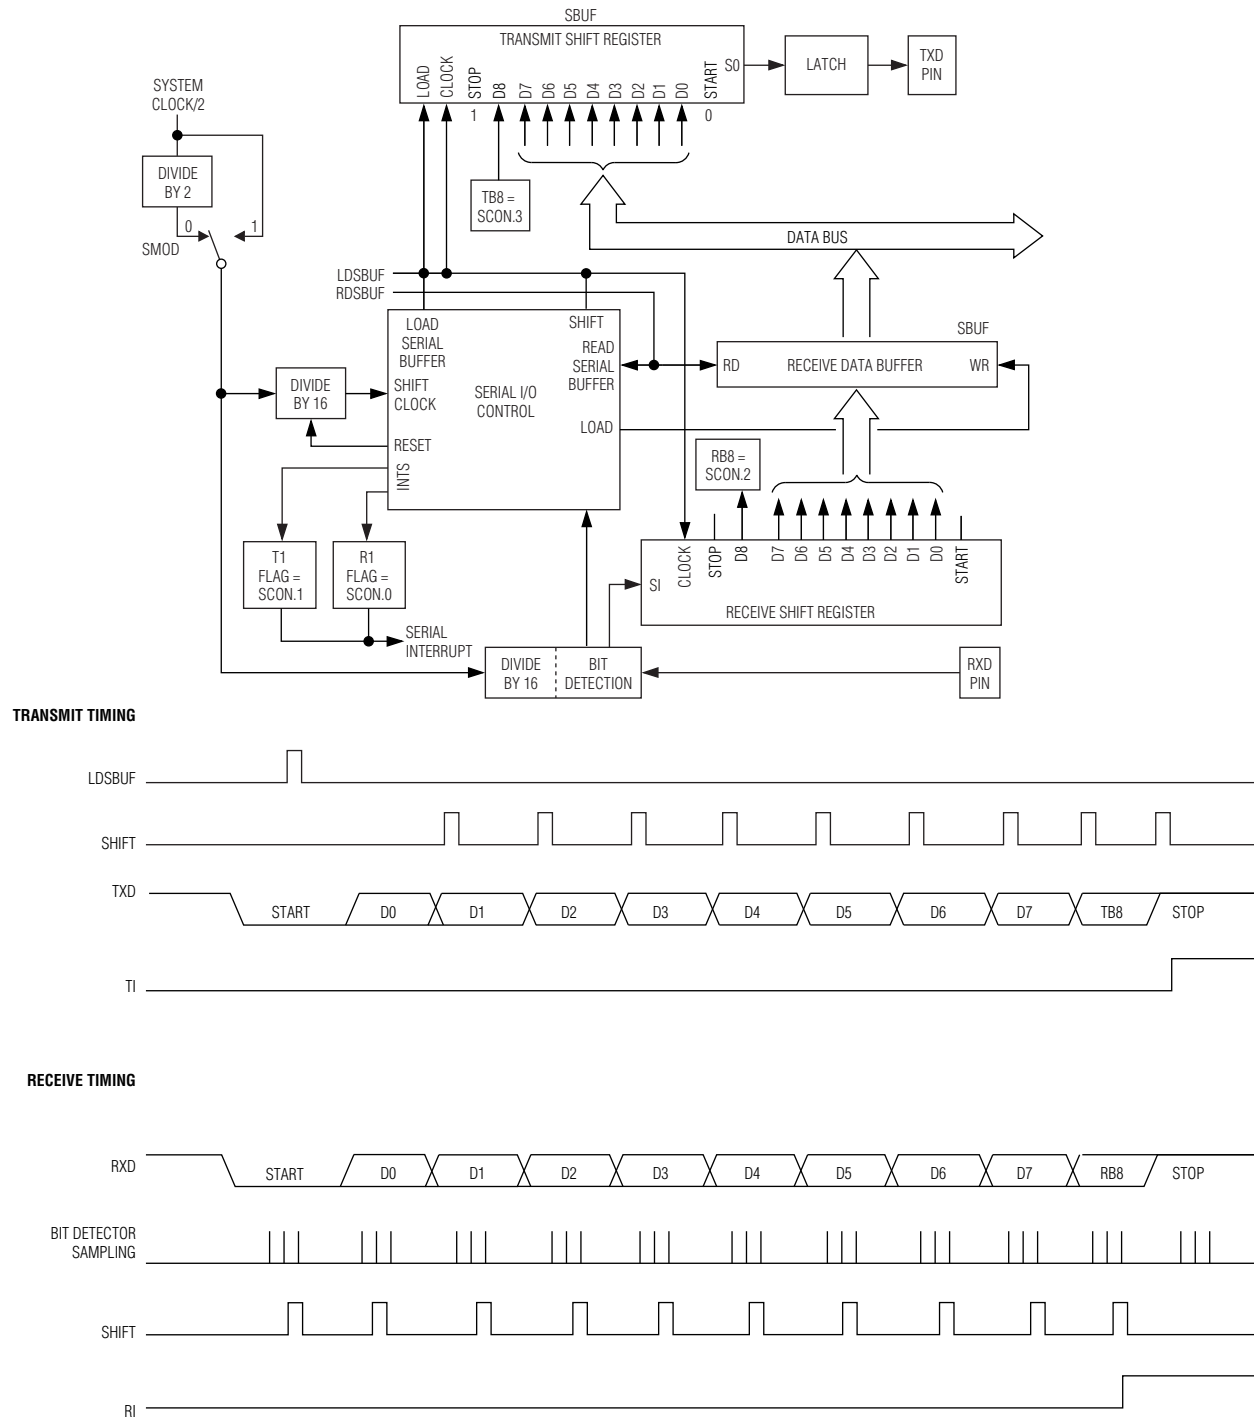 SBUF
TRANSMIT SHIFT REGISTER
LOAD
CLOCK
STOP
1
D8
D7
D6
D5
D4
D3
D2
D1
D0
START
0
S0
LATCH
TXD
PIN
SYSTEM
CLOCK/2
DIVIDE
BY 2
0
1
SMOD
TB8 =
SCON.3
DATA BUS
LDSBUF
RDSBUF
LOAD
SERIAL
BUFFER
SHIFT
READ
SERIAL
BUFFER
SHIFT
CLOCK
SERIAL I/O
CONTROL
LOAD
RESET
INTS
DIVIDE
BY 16
SBUF
RD
RECEIVE DATA BUFFER
WR
RB8 =
SCON.2
T1
FLAG =
SCON.1
R1
FLAG =
SCON.0
SERIAL
INTERRUPT
CLOCK
STOP
D8
D7
D6
D5
D4
D3
D2
D1
D0
START
SI
RECEIVE SHIFT REGISTER
DIVIDE
BY 16
BIT
DETECTION
RXD
PIN
TRANSMIT TIMING
LDSBUF
SHIFT
TXD
START
D0
D1
D2
D3
D4
D5
D6
D7
TB8
STOP
TI
RECEIVE TIMING
RXD
START
D0
D1
D2
D3
D4
D5
D6
D7
RB8
STOP
BIT DETECTOR
SAMPLING
SHIFT
RI